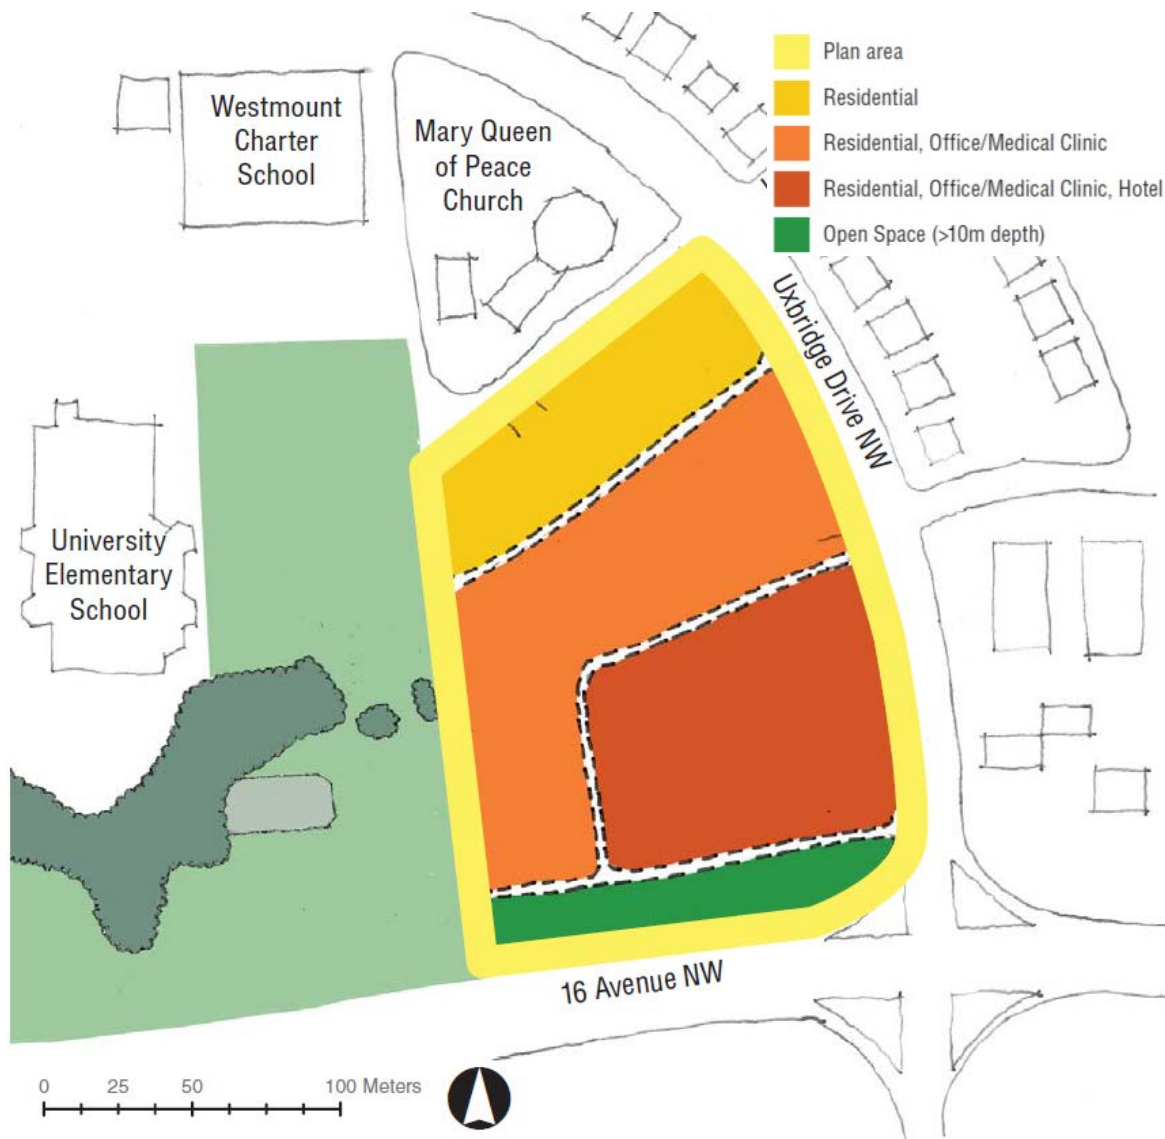 Plan area
Residential
Residential, Office/Medical Clinic
Residential, Office/Medical Clinic, Hotel
Open Space (>10m depth)
Westmount
Charter
School
Mary Queen
of Peace
Church
Uxbridge Drive NW
University
Elementary
School
16 Avenue NW
0 25 50 100 Meters